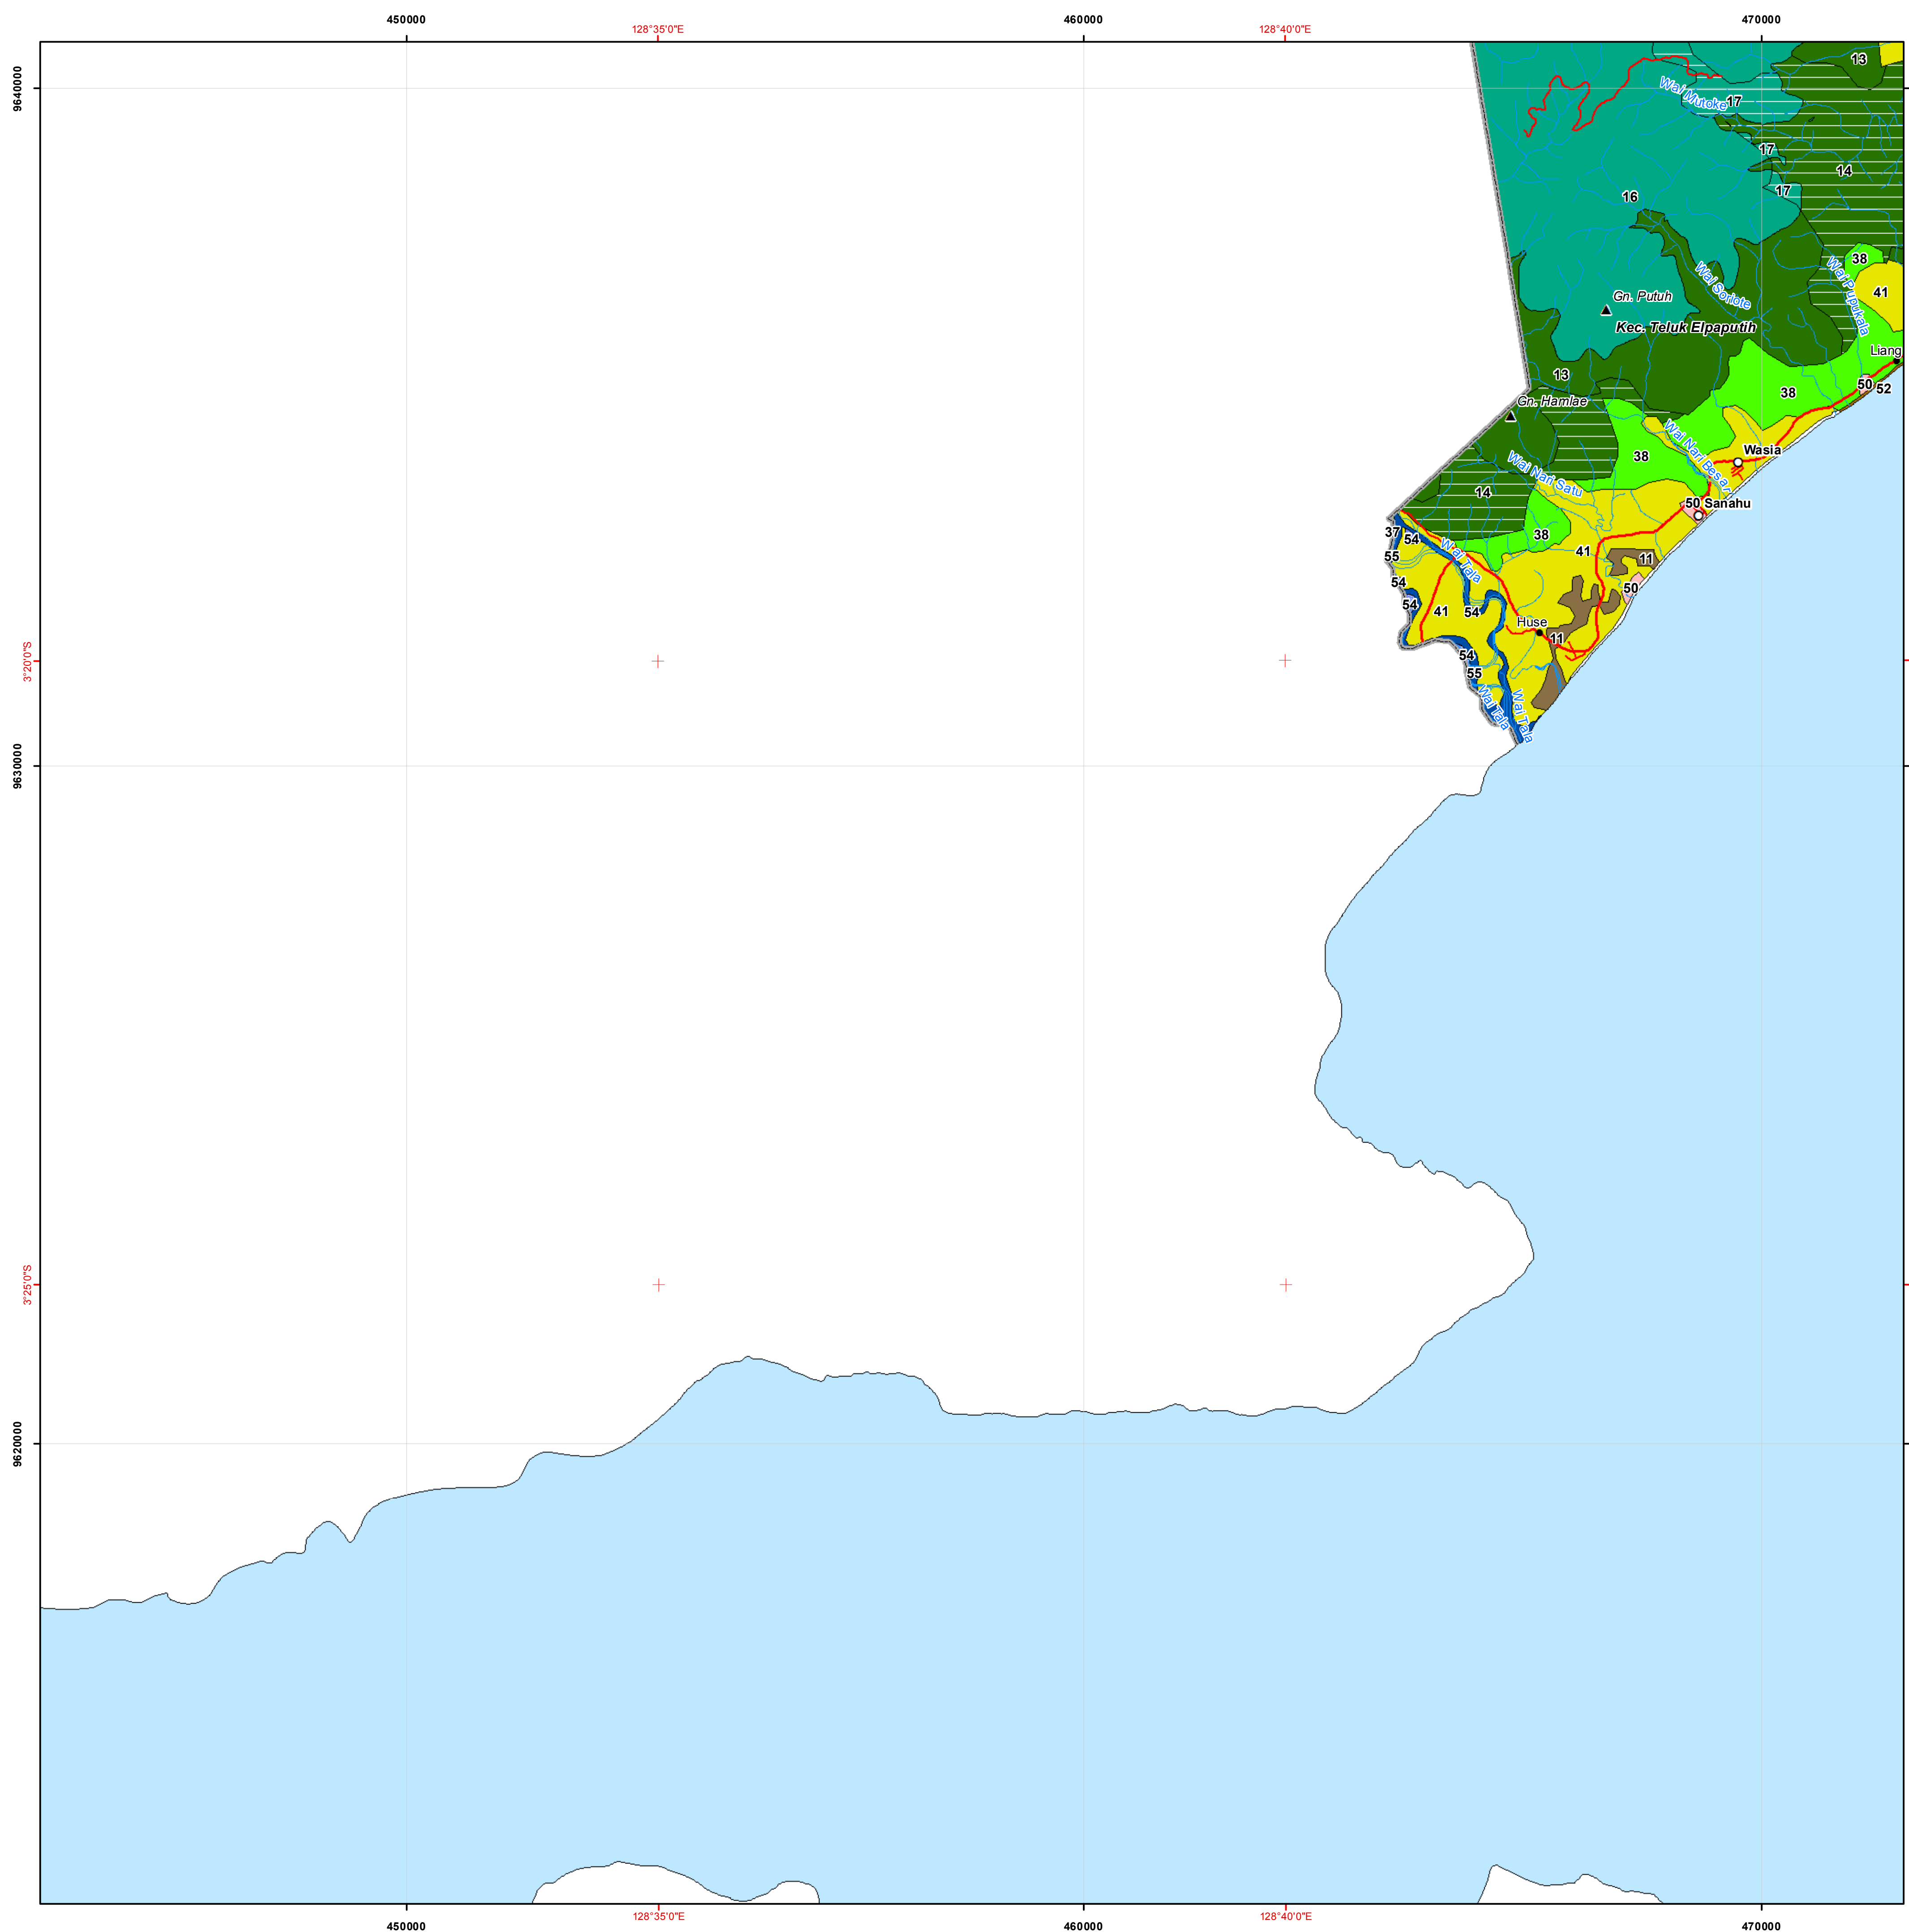 450000
460000
470000
128°35'0"E
128°40'0"E
9640000
13
Wai Mutoke
17
17
14
17
16
38
Wai Pupukala
Wai Soriote
41
Gn. Putuh
Kec. Teluk Elpaputih
Liang
13
50
52
38
Gn. Hamlae
Wai Nari Besar
Wasia
38
Wai Nari Satu
14
50 Sanahu
37
54
38
Wai Tala
41
55
11
54
50
54
41
54
Huse
11
3°20'0"S
54
55
Wai Tala
Wai Tala
9630000
3°25'0"S
9620000
128°35'0"E
128°40'0"E
450000
460000
470000